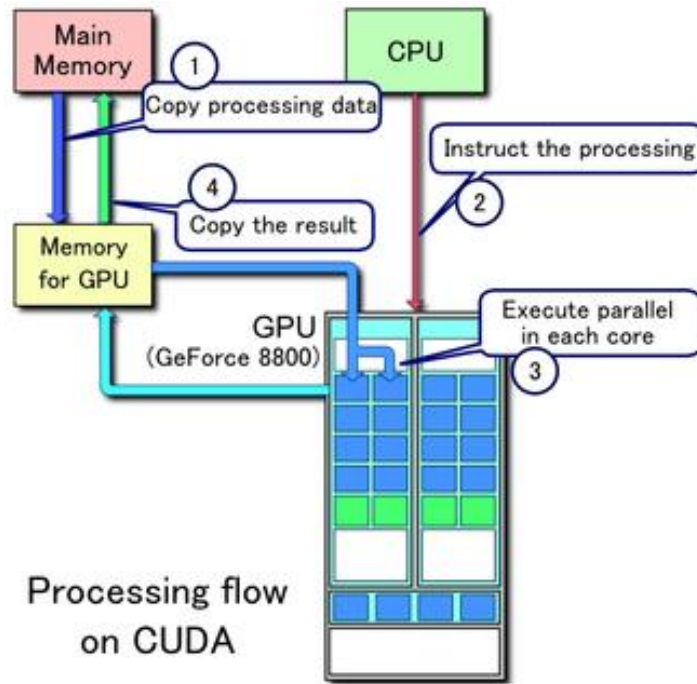 Main
Memory
CPU
1
Copy processing data
Instruct the processing
2
4
Copy the result
Memory
for GPU
GPU
(GeForce 8800)
Execute parallel
in each core
3
Processing flow
on CUDA